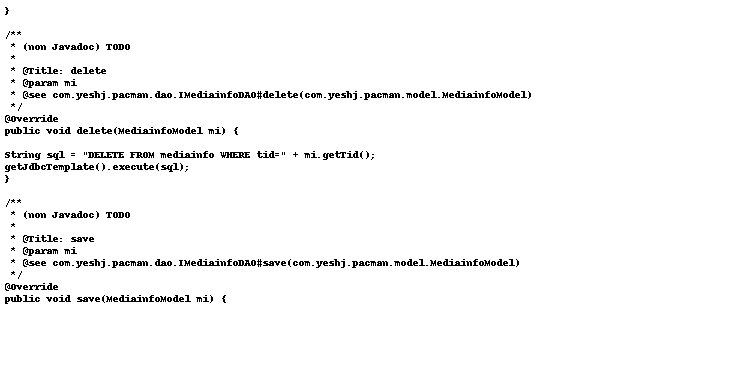 }
/**
* (non Javadoc) TODO
*
* @Title: delete
* @param mi
* @see com.yeshj.pacman.dao.IMediainfoDAO#delete(com.yeshj.pacman.model.MediainfoModel)
*/
@Override
public void delete(MediainfoModel mi) {
String sql = "DELETE FROM mediainfo WHERE tid=" + mi.getTid();
getJdbcTemplate().execute(sql);
}
/**
* (non Javadoc) TODO
*
* @Title: save
* @param mi
* @see com.yeshj.pacman.dao.IMediainfoDAO#save(com.yeshj.pacman.model.MediainfoModel)
*/
@Override
public void save(MediainfoModel mi) {